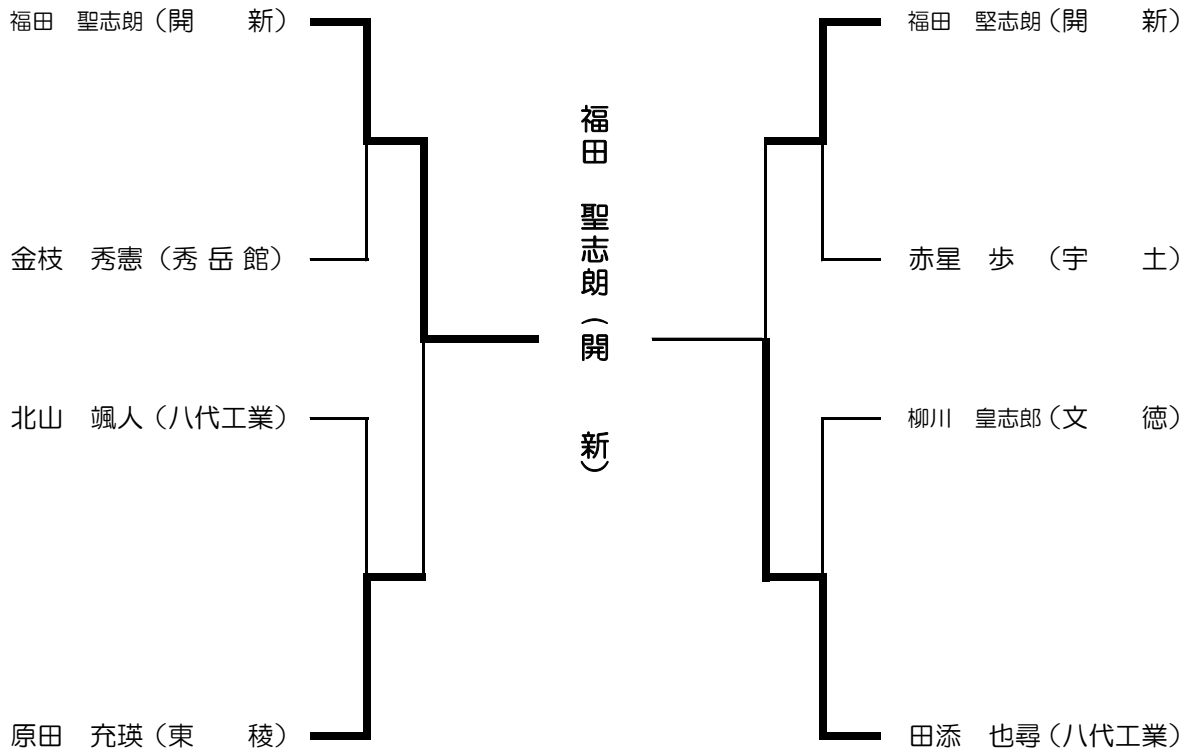 福田　聖志朗（開　　新）
金枝　秀憲（秀 岳 館）
北山　颯人（八代工業）
原田　充瑛（東　　稜）
福田　聖志朗（開　　新）
福田　堅志朗（開　　新）
赤星　歩　（宇　　土）
柳川　皇志郎（文　　徳）
田添　也尋（八代工業）